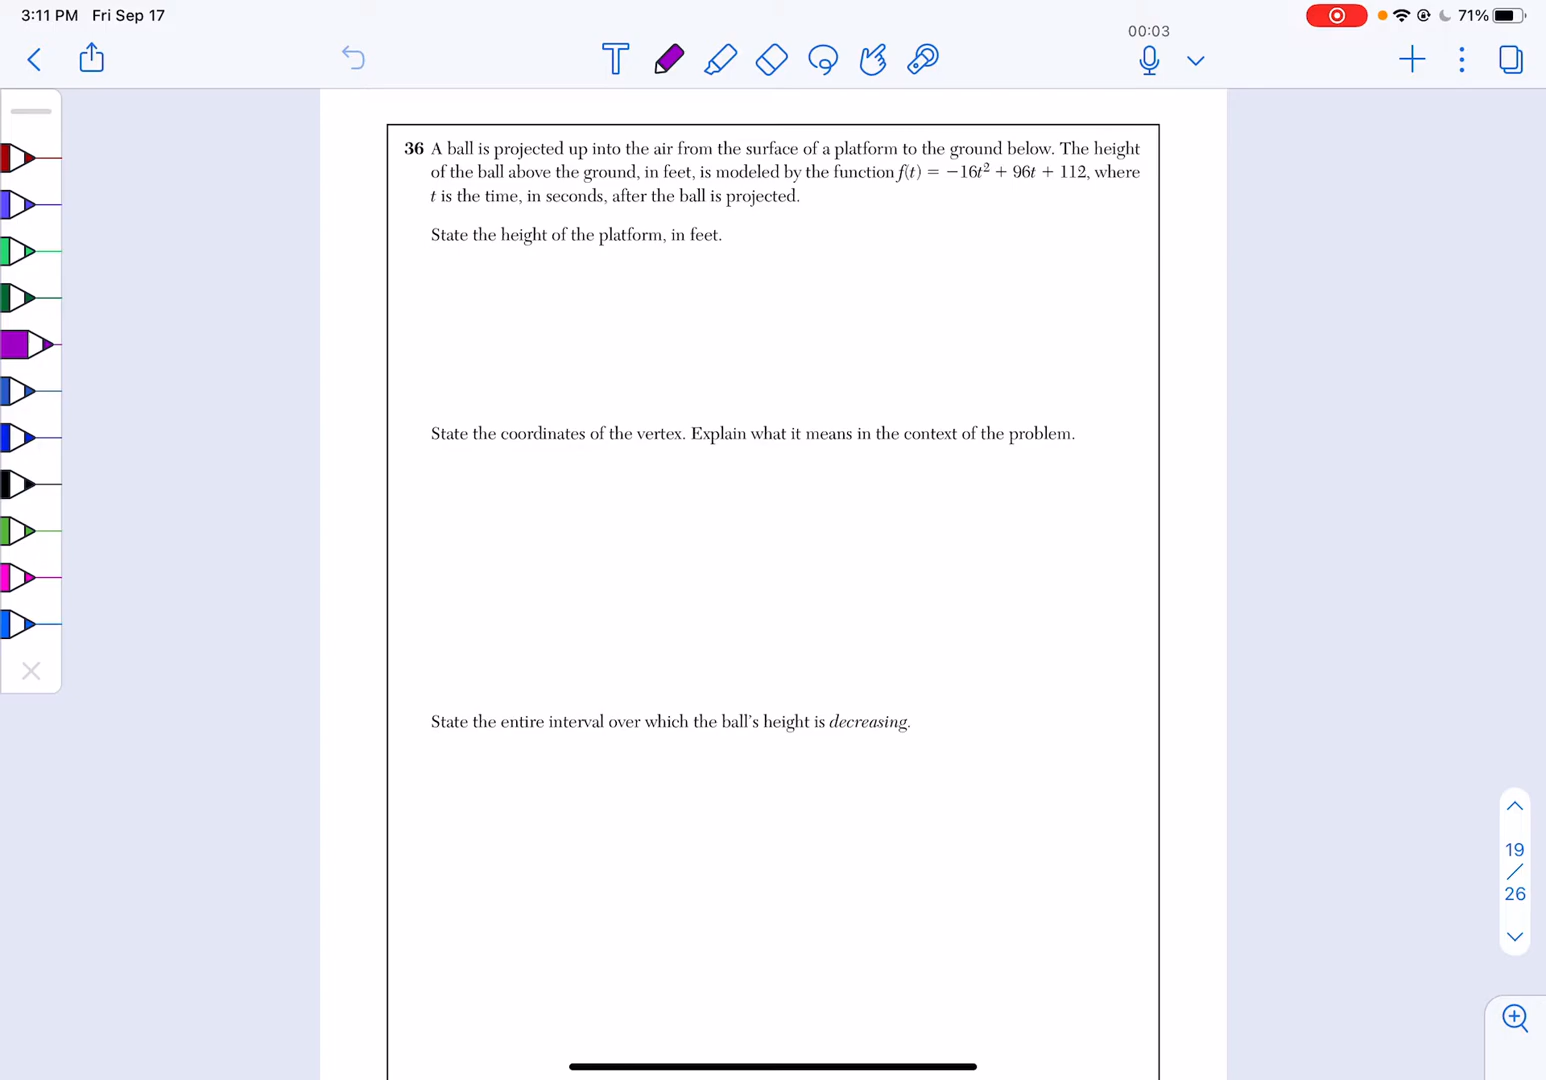 3:11 PM Fri Sep 17
71%
00:03
T
36 A ball is projected up into the air from the surface of a platform to the ground below. The height
of the ball above the ground, in feet, is modeled by the function f(t) = −16t² + 96t + 112, where
t is the time, in seconds, after the ball is projected.
State the height of the platform, in feet.
State the coordinates of the vertex. Explain what it means in the context of the problem.
State the entire interval over which the ball's height is decreasing.
19
/
26